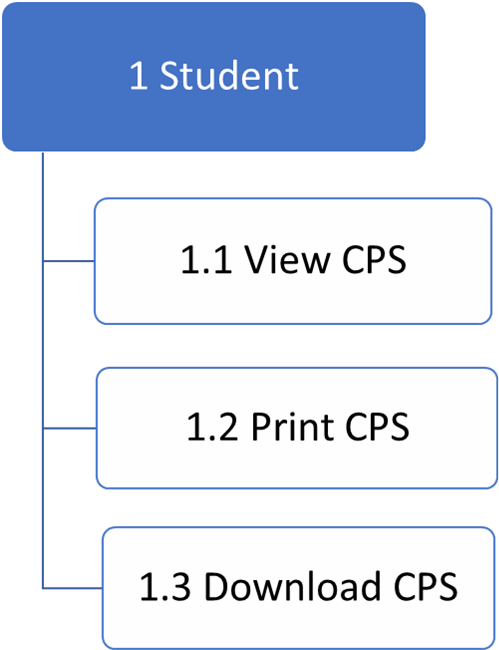 1 Student
1.1 View CPS
1.2 Print CPS
1.3 Download CPS